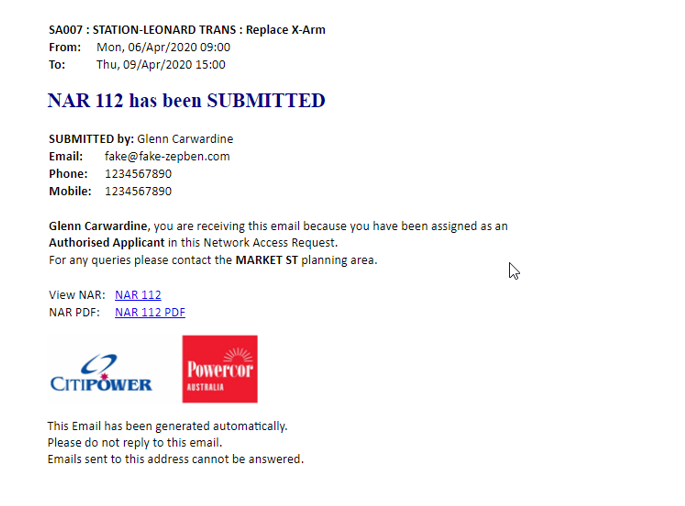 SA007 : STATION-LEONARD TRANS : Replace X-Arm
From: Mon, 06/Apr/2020 09:00
To: Thu, 09/Apr/2020 15:00
NAR 112 has been SUBMITTED
SUBMITTED by: Glenn Carwardine
Email: fake@fake-zepben.com
Phone: 1234567890
Mobile: 1234567890
Glenn Carwardine, you are receiving this email because you have been assigned as an
Authorised Applicant in this Network Access Request.
For any queries please contact the MARKET ST planning area.
View NAR: NAR 112
NAR PDF: NAR 112 PDF
CITIPOWER
Powercor
AUSTRALIA
This Email has been generated automatically.
Please do not reply to this email.
Emails sent to this address cannot be answered.